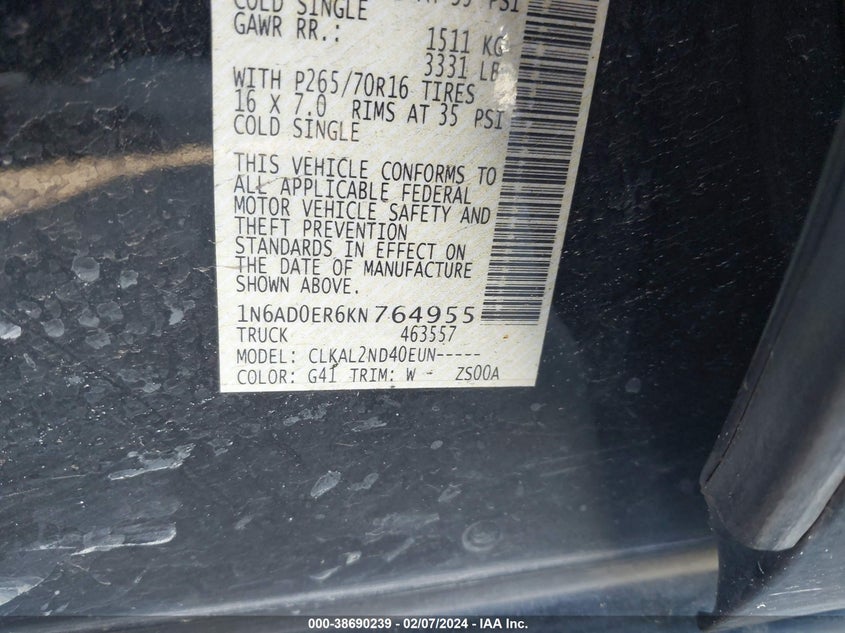 COLD SINGLE AT 35 PSI
GAWR RR.: 1511 KG
3331 LB
WITH P265/70R16 TIRES
16 X 7.0 RIMS AT 35 PSI
COLD SINGLE
THIS VEHICLE CONFORMS TO
ALL APPLICABLE FEDERAL
MOTOR VEHICLE SAFETY AND
THEFT PREVENTION
STANDARDS IN EFFECT ON
THE DATE OF MANUFACTURE
SHOWN ABOVE.
1N6AD0ER6KN764955
TRUCK 463557
MODEL: CLKAL2ND40EUN-----
COLOR: G41 TRIM: W - ZS00A
000-38690239 - 02/07/2024 - IAA Inc.